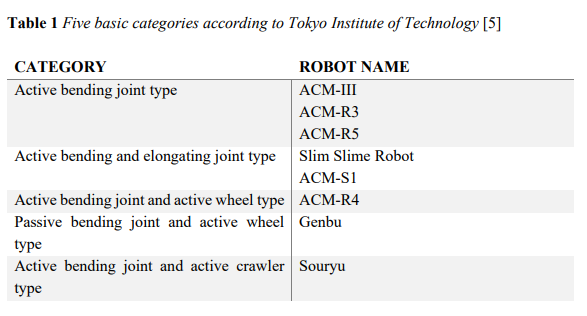 Table 1 Five basic categories according to Tokyo Institute of Technology [5]
CATEGORY ROBOT NAME
Active bending joint type ACM-III
ACM-R3
ACM-R5
Active bending and elongating joint type Slim Slime Robot
ACM-S1
Active bending joint and active wheel type ACM-R4
Passive bending joint and active wheel Genbu
type
Active bending joint and active crawler Souryu
type